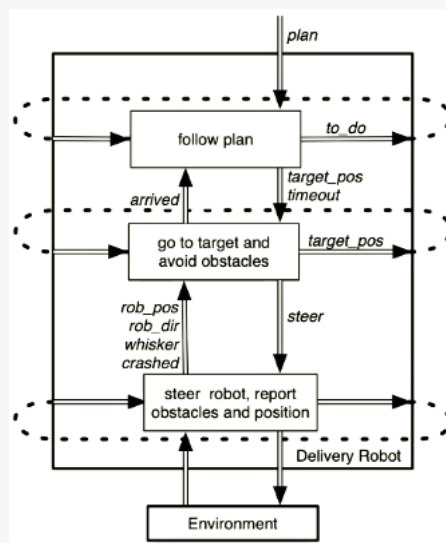 plan
follow plan
to_do
arrived
target_pos
timeout
go to target and
avoid obstacles
target_pos
rob_pos
rob_dir
whisker
crashed
steer
steer robot, report
obstacles and position
Delivery Robot
Environment